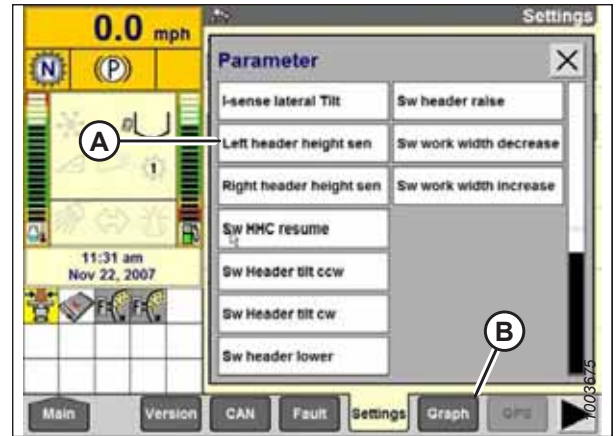 0.0 mph
Settings
N
(P)
Parameter
X
I-sense lateral Tilt
Sw header raise
A
Left header height sen
Sw work width decrease
1
Right header height sen
Sw work width increase
Sw HHC resume
11:31 am
Nov 22, 2007
Sw Header tilt ccw
Sw Header tilt cw
B
Sw header lower
Main
Version
CAN
Fault
Settings
Graph
GPS
1003675